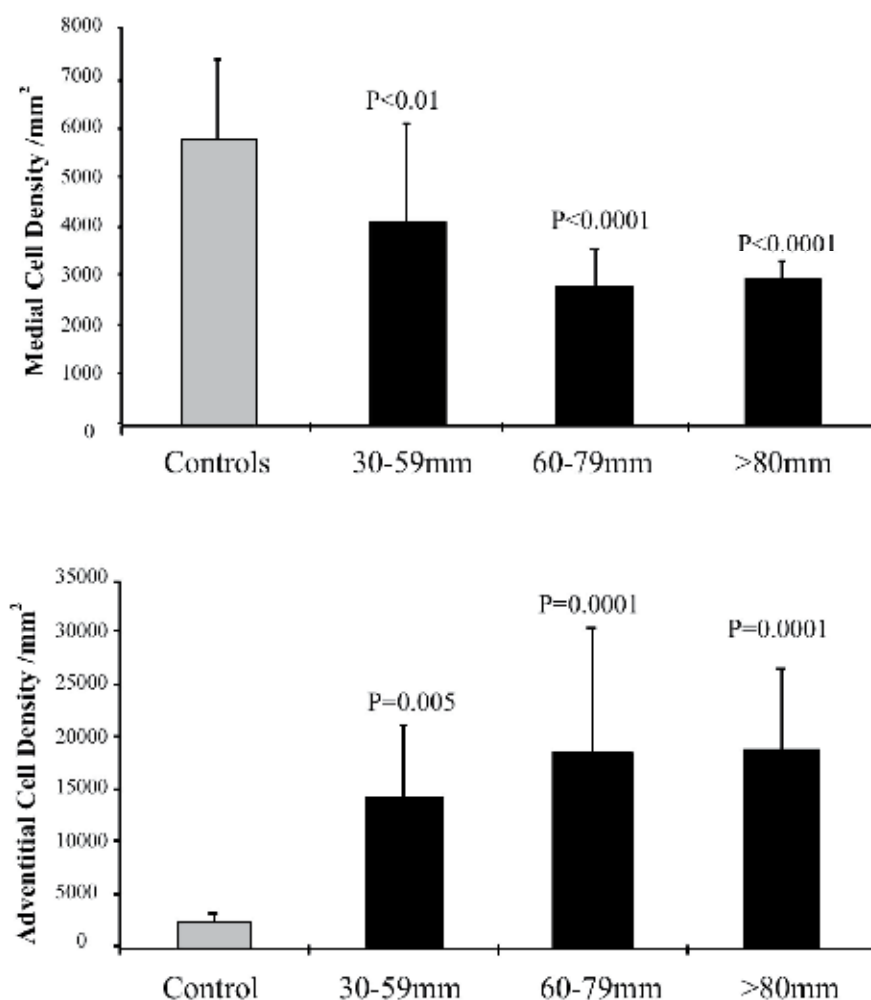 8000
7000
6000
5000
4000
3000
2000
1000
0
Medial Cell Density /mm²
P<0.01
P<0.0001
P<0.0001
Controls 30-59mm 60-79mm >80mm
35000
30000
25000
20000
15000
10000
5000
0
Adventitial Cell Density /mm²
P=0.005
P=0.0001
P=0.0001
Control 30-59mm 60-79mm >80mm